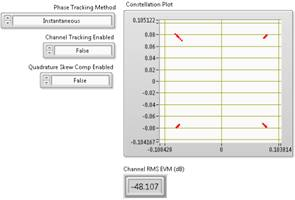 Phase Tracking Method
Instantaneous
Channel Tracking Enabled
False
Quadrature Skew Comp Enabled
False
Constellation Plot
0.105122
0.08
0.06
0.04
0.02
0
-0.02
-0.04
-0.06
-0.08
-0.104167
-0.108428
0.103814
Channel RMS EVM (dB)
-48.107